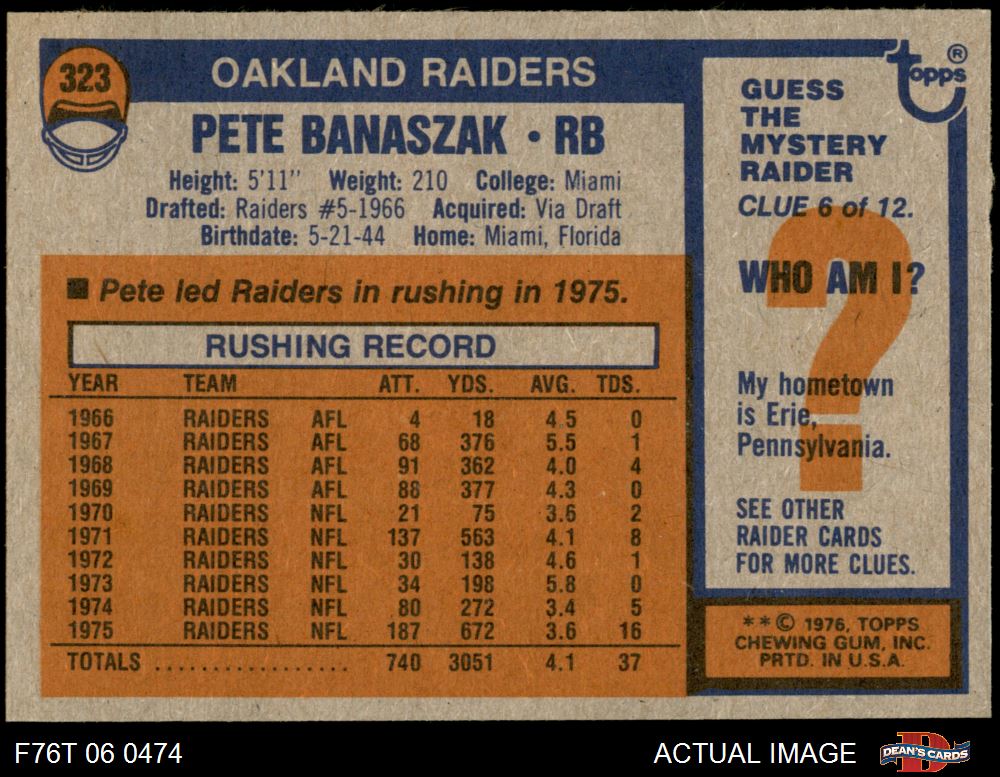 323
OAKLAND RAIDERS
PETE BANASZAK • RB
Height: 5'11" Weight: 210 College: Miami
Drafted: Raiders #5-1966 Acquired: Via Draft
Birthdate: 5-21-44 Home: Miami, Florida
■ Pete led Raiders in rushing in 1975.
RUSHING RECORD
YEAR TEAM ATT. YDS. AVG. TDS.
1966 RAIDERS AFL 4 18 4.5 0
1967 RAIDERS AFL 68 376 5.5 1
1968 RAIDERS AFL 91 362 4.0 4
1969 RAIDERS AFL 88 377 4.3 0
1970 RAIDERS NFL 21 75 3.6 2
1971 RAIDERS NFL 137 563 4.1 8
1972 RAIDERS NFL 30 138 4.6 1
1973 RAIDERS NFL 34 198 5.8 0
1974 RAIDERS NFL 80 272 3.4 5
1975 RAIDERS NFL 187 672 3.6 16
TOTALS .................. 740 3051 4.1 37
Topps ®
GUESS
THE
MYSTERY
RAIDER
CLUE 6 of 12.
?
WHO AM I?
My hometown
is Erie,
Pennsylvania.
SEE OTHER
RAIDER CARDS
FOR MORE CLUES.
**© 1976, TOPPS
CHEWING GUM, INC.
PRTD. IN U.S.A.
F76T 06 0474
ACTUAL IMAGE
D
DEAN'S CARDS